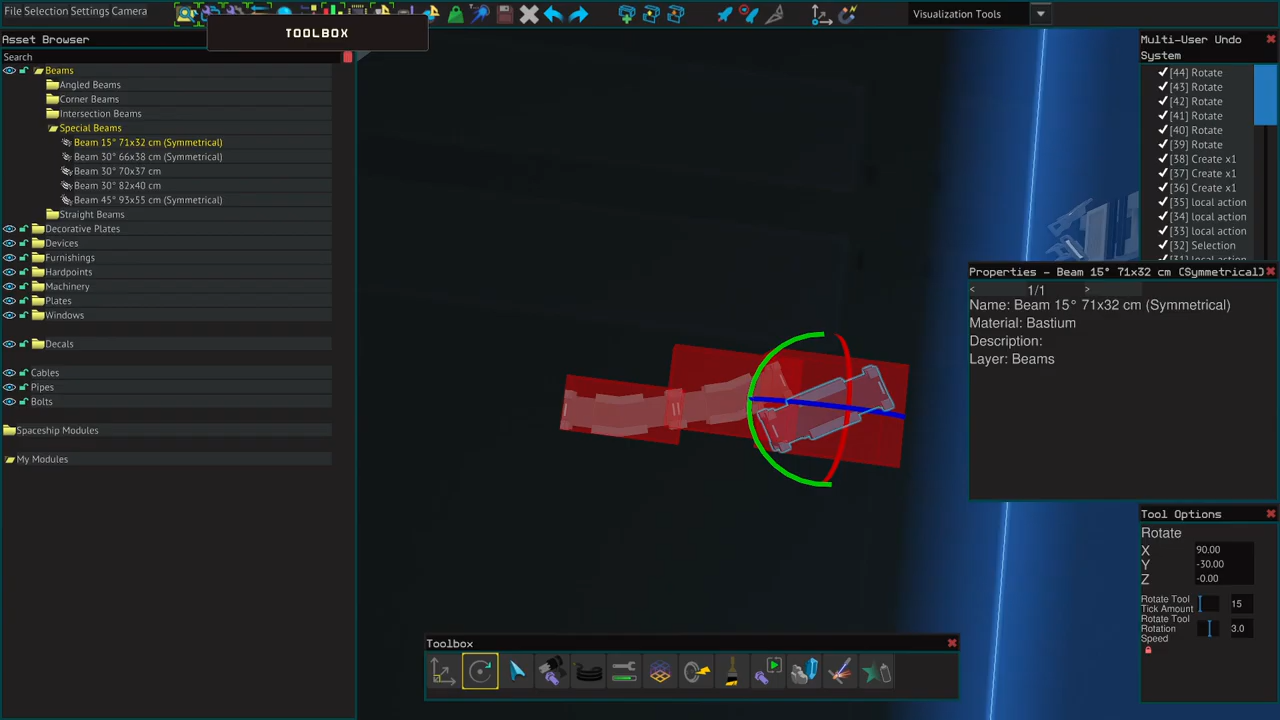 File Selection Settings Camera
TOOLBOX
Visualization Tools
Asset Browser
Search
Beams
Angled Beams
Corner Beams
Intersection Beams
Special Beams
Beam 15° 71x32 cm (Symmetrical)
Beam 30° 66x38 cm (Symmetrical)
Beam 30° 70x37 cm
Beam 30° 82x40 cm
Beam 45° 93x55 cm (Symmetrical)
Straight Beams
Decorative Plates
Devices
Furnishings
Hardpoints
Machinery
Plates
Windows
Decals
Cables
Pipes
Bolts
Spaceship Modules
My Modules
Multi-User Undo
System
[44] Rotate
[43] Rotate
[42] Rotate
[41] Rotate
[40] Rotate
[39] Rotate
[38] Create x1
[37] Create x1
[36] Create x1
[35] local action
[34] local action
[33] local action
[32] Selection
[31] local action
Properties - Beam 15° 71x32 cm (Symmetrical)
< 1/1 >
Name: Beam 15° 71x32 cm (Symmetrical)
Material: Bastium
Description:
Layer: Beams
Tool Options
Rotate
X 90.00
Y -30.00
Z -0.00
Rotate Tool
Tick Amount 15
Rotate Tool
Rotation 3.0
Speed
Toolbox